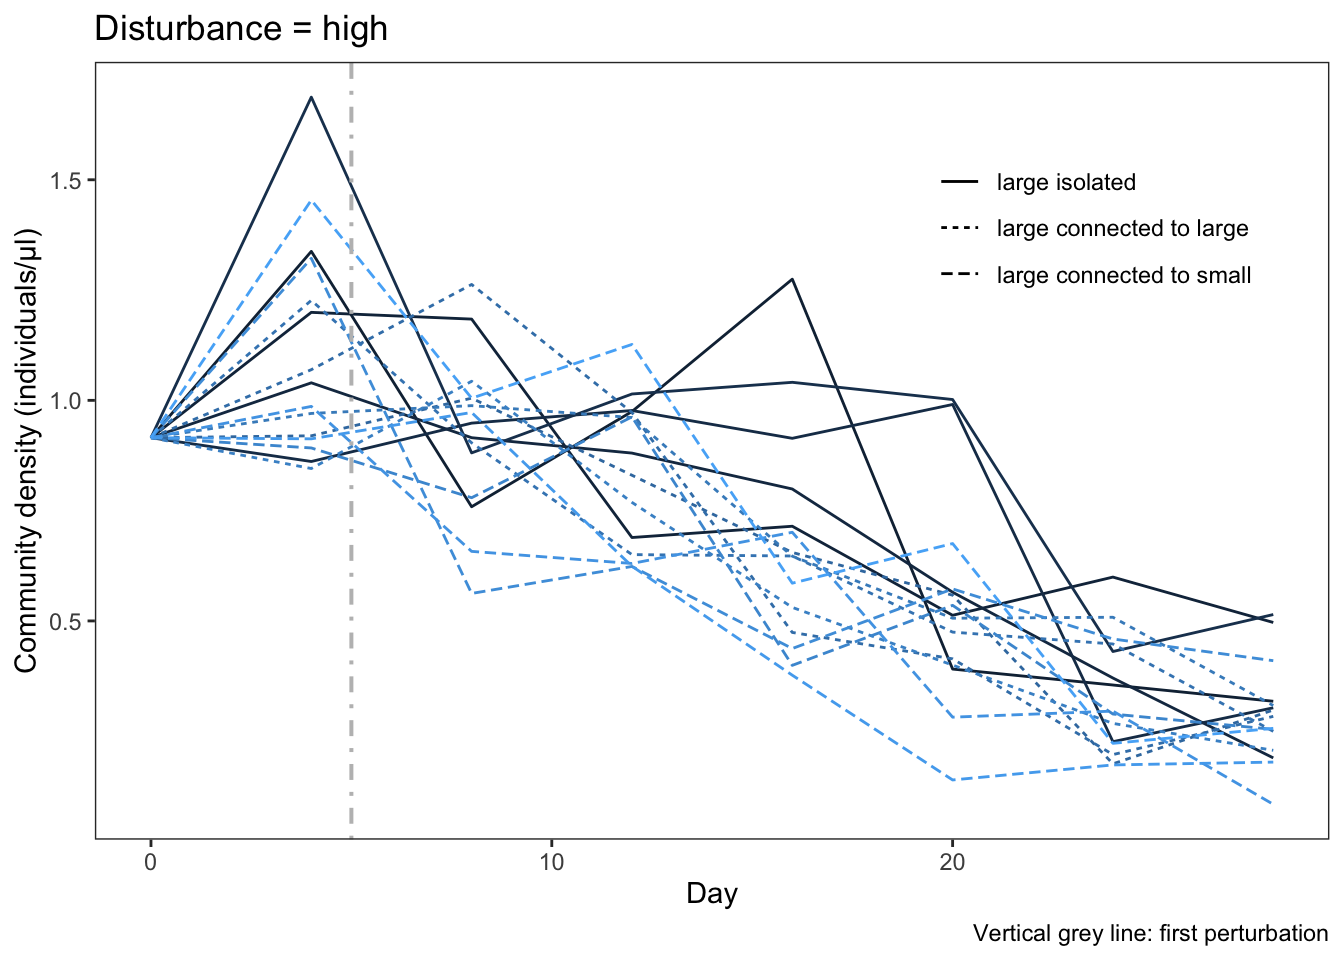 Disturbance = high
Community density (individuals/μl)
1.5
1.0
0.5
large isolated
large connected to large
large connected to small
0
10
20
Day
Vertical grey line: first perturbation